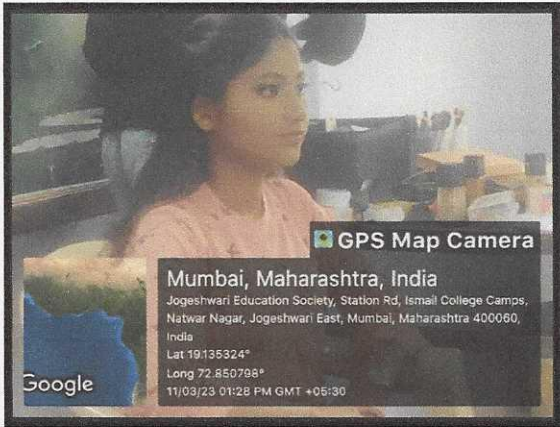 GPS Map Camera
Mumbai, Maharashtra, India
Jogeshwari Education Society, Station Rd, Ismail College Camps,
Natwar Nagar, Jogeshwari East, Mumbai, Maharashtra 400060,
India
Lat 19.135324°
Long 72.850798°
11/03/23 01:28 PM GMT +05:30
Google